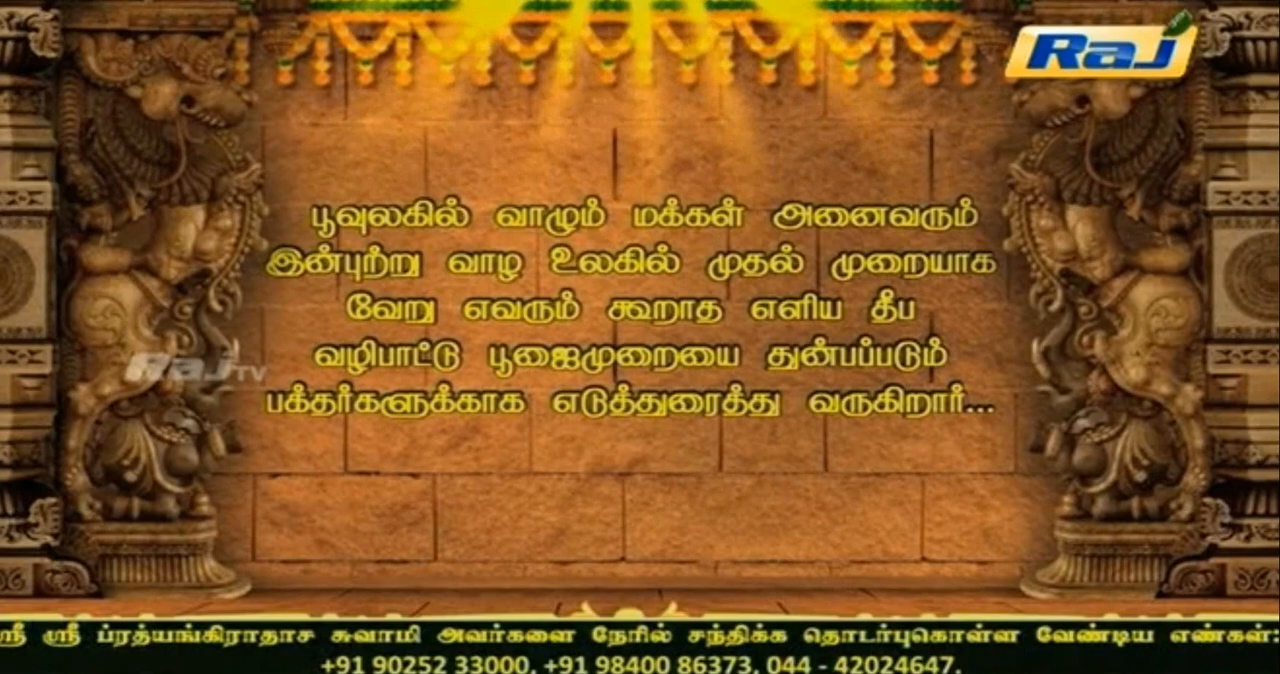 Raj
பூவுலகில் வாழும் மக்கள் அனைவரும்
இன்புற்று வாழ உலகில் முதல் முறையாக
வேறு எவரும் கூறாத எளிய தீப
வழிபாட்டு பூஜைமுறையை துன்பப்படும்
பக்தர்களுக்காக எடுத்துரைத்து வருகிறார்...
Raj TV
ஸ்ரீ ஸ்ரீ ப்ரத்யங்கிராதாச சுவாமி அவர்களை நேரில் சந்திக்க தொடர்புகொள்ள வேண்டிய எண்கள்:
+91 90252 33000, +91 98400 86373, 044 - 42024647.